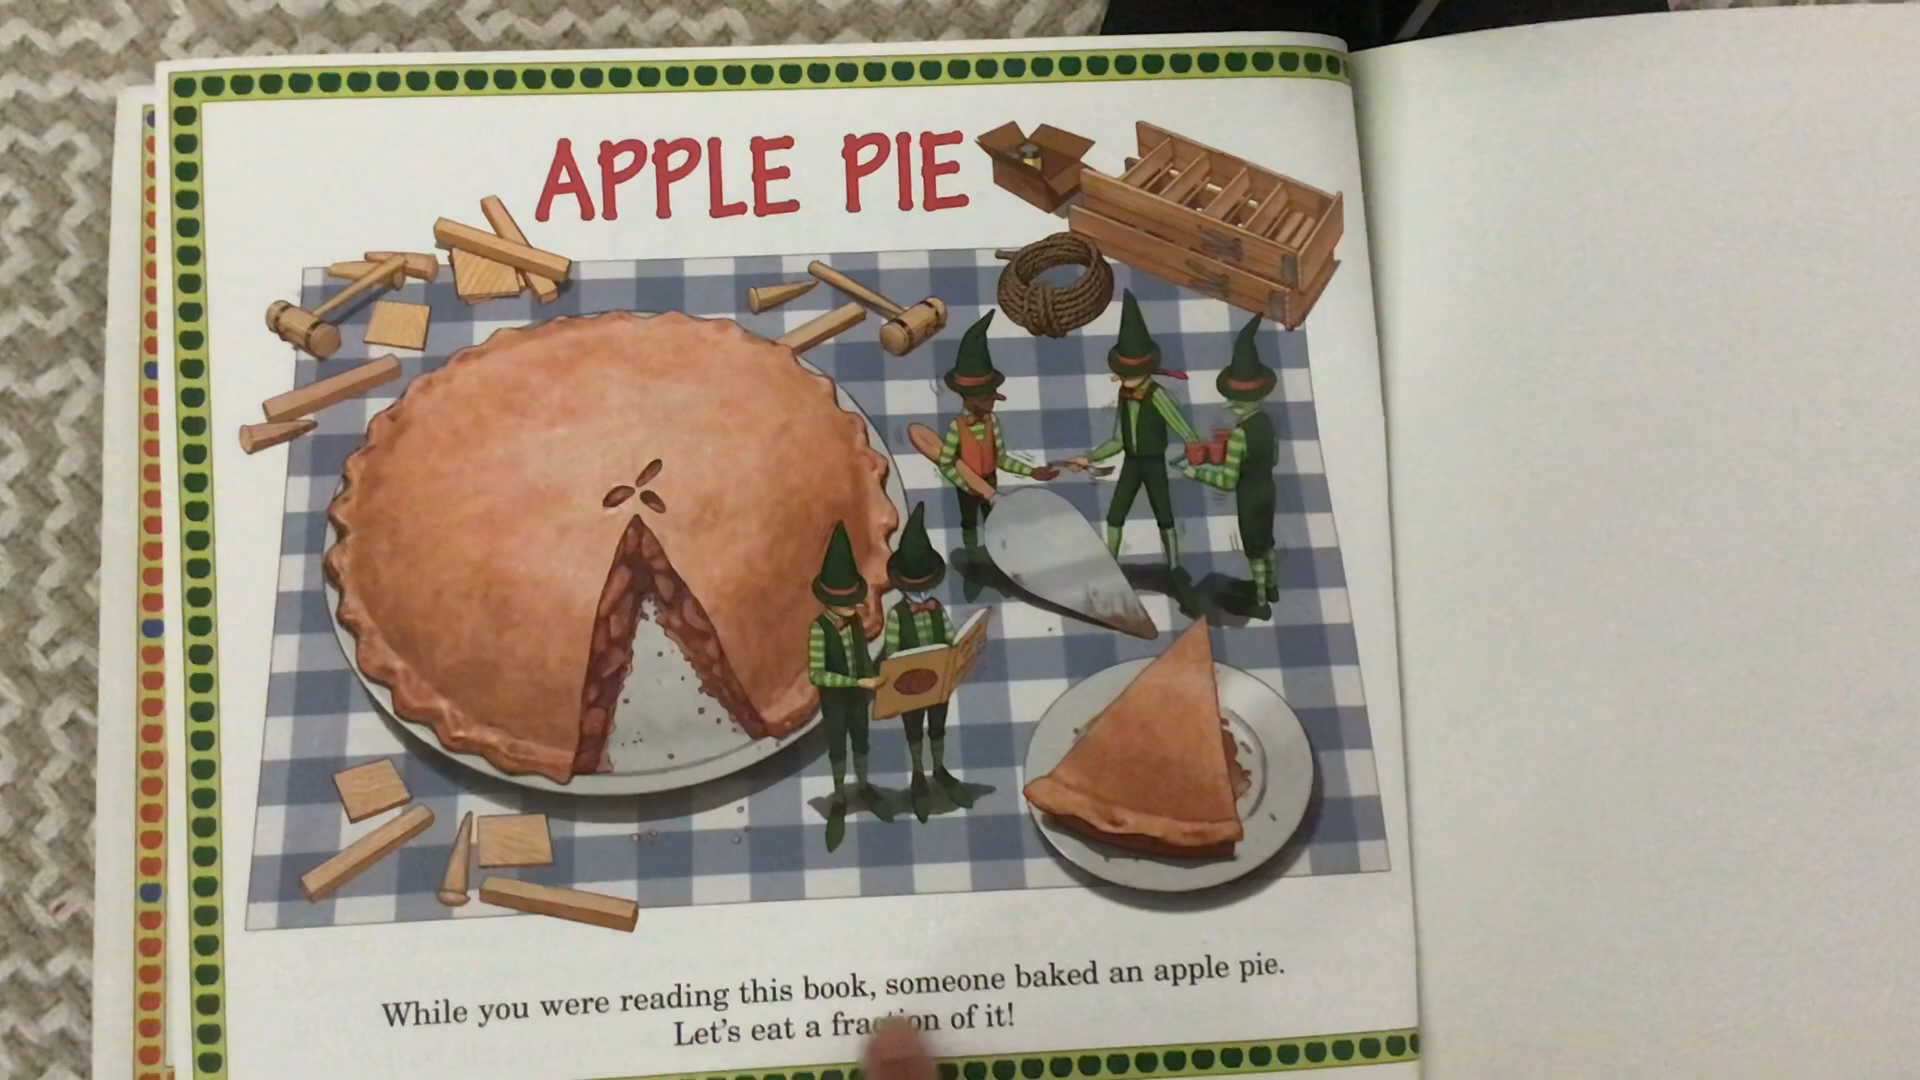 APPLE PIE
While you were reading this book, someone baked an apple pie.
Let's eat a fraction of it!